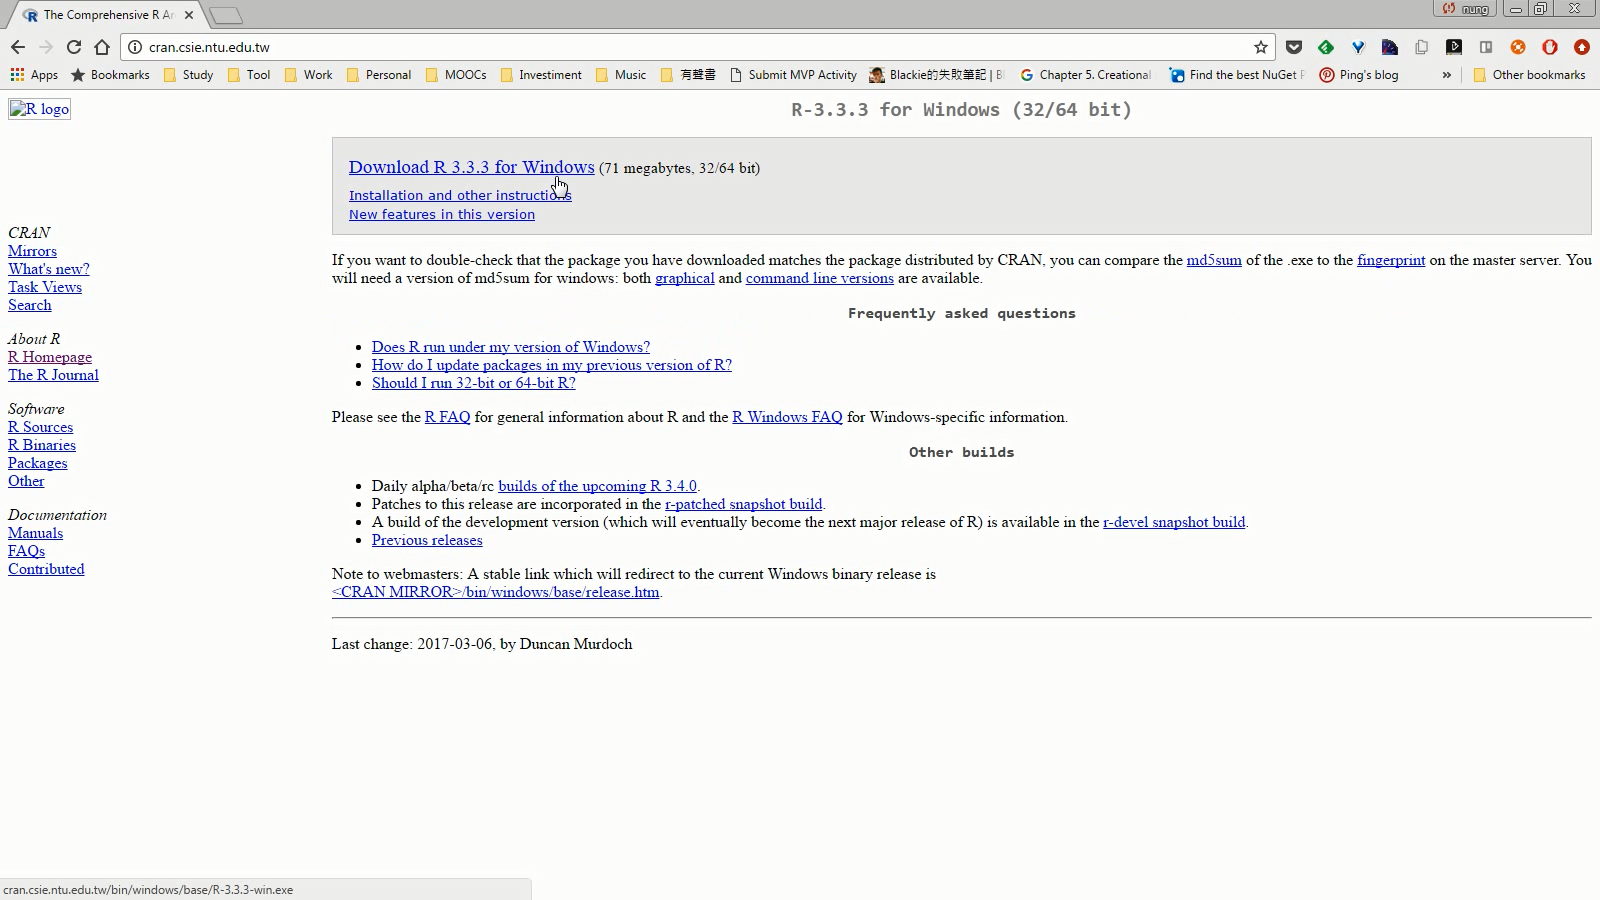 The Comprehensive R Ar
nung
cran.csie.ntu.edu.tw
Apps Bookmarks Study Tool Work Personal MOOCs Investiment Music 有聲書 Submit MVP Activity Blackie的失敗筆記 | B Chapter 5. Creational Find the best NuGet P Ping's blog » Other bookmarks
R logo
R-3.3.3 for Windows (32/64 bit)
Download R 3.3.3 for Windows (71 megabytes, 32/64 bit)
Installation and other instructions
New features in this version
CRAN
Mirrors
What's new?
Task Views
Search
About R
R Homepage
The R Journal
Software
R Sources
R Binaries
Packages
Other
Documentation
Manuals
FAQs
Contributed
If you want to double-check that the package you have downloaded matches the package distributed by CRAN, you can compare the md5sum of the .exe to the fingerprint on the master server. You
will need a version of md5sum for windows: both graphical and command line versions are available.
Frequently asked questions
Does R run under my version of Windows?
How do I update packages in my previous version of R?
Should I run 32-bit or 64-bit R?
Please see the R FAQ for general information about R and the R Windows FAQ for Windows-specific information.
Other builds
Daily alpha/beta/rc builds of the upcoming R 3.4.0.
Patches to this release are incorporated in the r-patched snapshot build.
A build of the development version (which will eventually become the next major release of R) is available in the r-devel snapshot build.
Previous releases
Note to webmasters: A stable link which will redirect to the current Windows binary release is
<CRAN MIRROR>/bin/windows/base/release.htm.
Last change: 2017-03-06, by Duncan Murdoch
cran.csie.ntu.edu.tw/bin/windows/base/R-3.3.3-win.exe